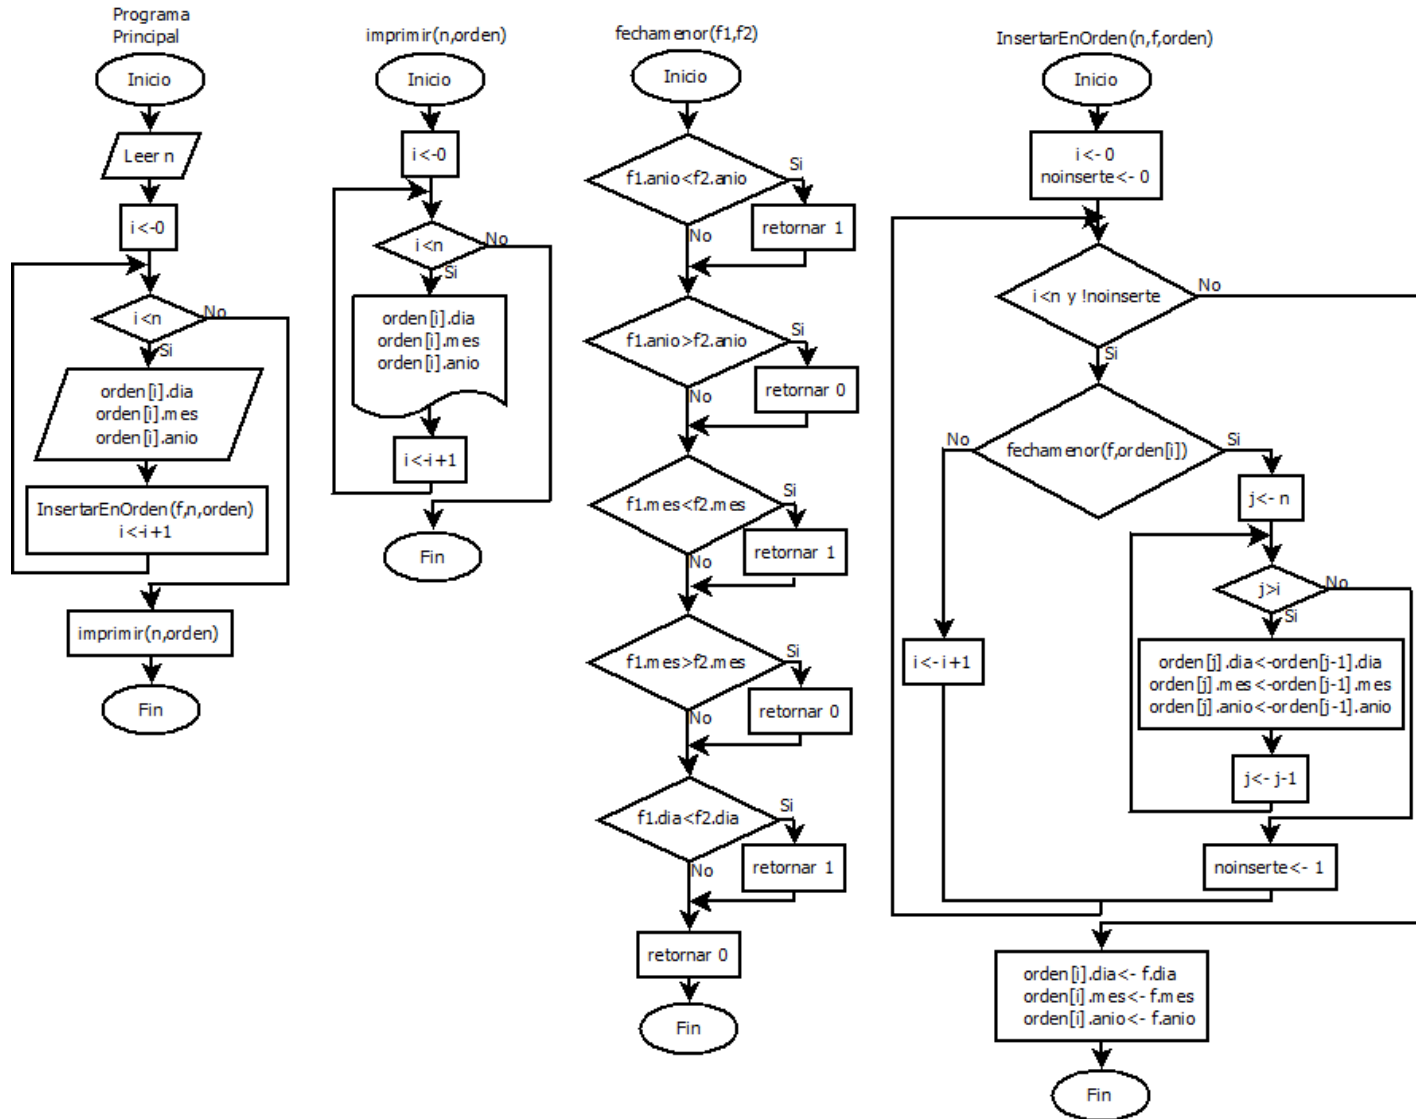 Programa
Principal
Inicio
Leer n
i<-0
i<n
No
Si
orden[i].dia
orden[i].mes
orden[i].anio
InsertarEnOrden(f,n,orden)
i<-i+1
imprimir(n,orden)
Fin
imprimir(n,orden)
Inicio
i<-0
i<n
No
Si
orden[i].dia
orden[i].mes
orden[i].anio
i<-i+1
Fin
fechamenor(f1,f2)
Inicio
f1.anio<f2.anio
Si
retornar 1
No
f1.anio>f2.anio
Si
retornar 0
No
f1.mes<f2.mes
Si
retornar 1
No
f1.mes>f2.mes
Si
retornar 0
No
f1.dia<f2.dia
Si
retornar 1
No
retornar 0
Fin
InsertarEnOrden(n,f,orden)
Inicio
i<- 0
noinserte<- 0
i<n y !noinserte
No
Si
fechamenor(f,orden[i])
No
Si
i<-i+1
j<- n
j>i
No
Si
orden[j].dia<-orden[j-1].dia
orden[j].mes<-orden[j-1].mes
orden[j].anio<-orden[j-1].anio
j<- j-1
noinserte<- 1
orden[i].dia<- f.dia
orden[i].mes<- f.mes
orden[i].anio<- f.anio
Fin